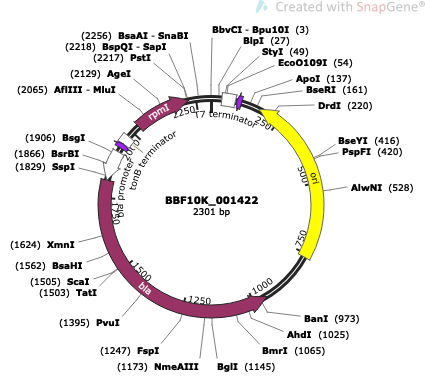 Created with SnapGene®
(2256) BsaAI - SnaBI
(2218) BspQI - SapI
(2217) PstI
(2129) AgeI
(2065) AflIII - MluI
(1906) BsgI
(1866) BsrBI
(1829) SspI
(1624) XmnI
(1562) BsaHI
(1505) ScaI
(1503) TatI
(1395) PvuI
(1247) FspI
(1173) NmeAIII
BglI (1145)
BmrI (1065)
AhdI (1025)
BanI (973)
AlwNI (528)
PspFI (420)
BseYI (416)
DrdI (220)
BseRI (161)
ApoI (137)
EcoO109I (54)
StyI (49)
BlpI (27)
BbvCI - Bpu10I (3)
rpmI
T7 terminator
tonB terminator
bla promoter
ori
bla
250
500
750
1000
1250
1500
1750
2250
BBF10K_001422
2301 bp